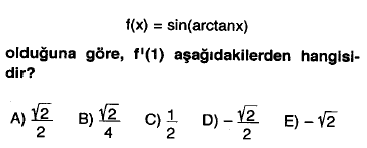 f(x) = sin(arctanx)
olduğuna göre, f'(1) aşağıdakilerden hangisi-
dir?
A) √2/2 B) √2/4 C) 1/2 D) – √2/2 E) – √2